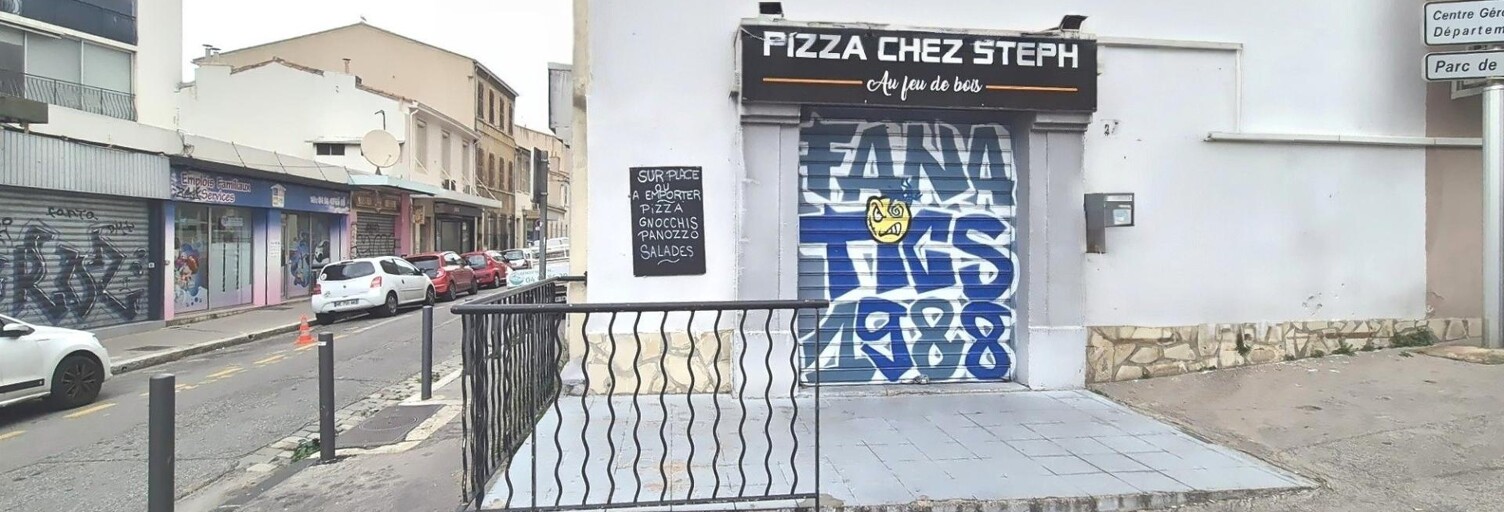 PIZZA CHEZ STEPH
Au feu de bois
SUR PLACE
OU
A EMPORTER
PIZZA
GNOCCHIS
PANOZZO
SALADES
FANA
TICS
1988
Emplois Familiaux
& Services
Centre Géro
Départem
Parc de